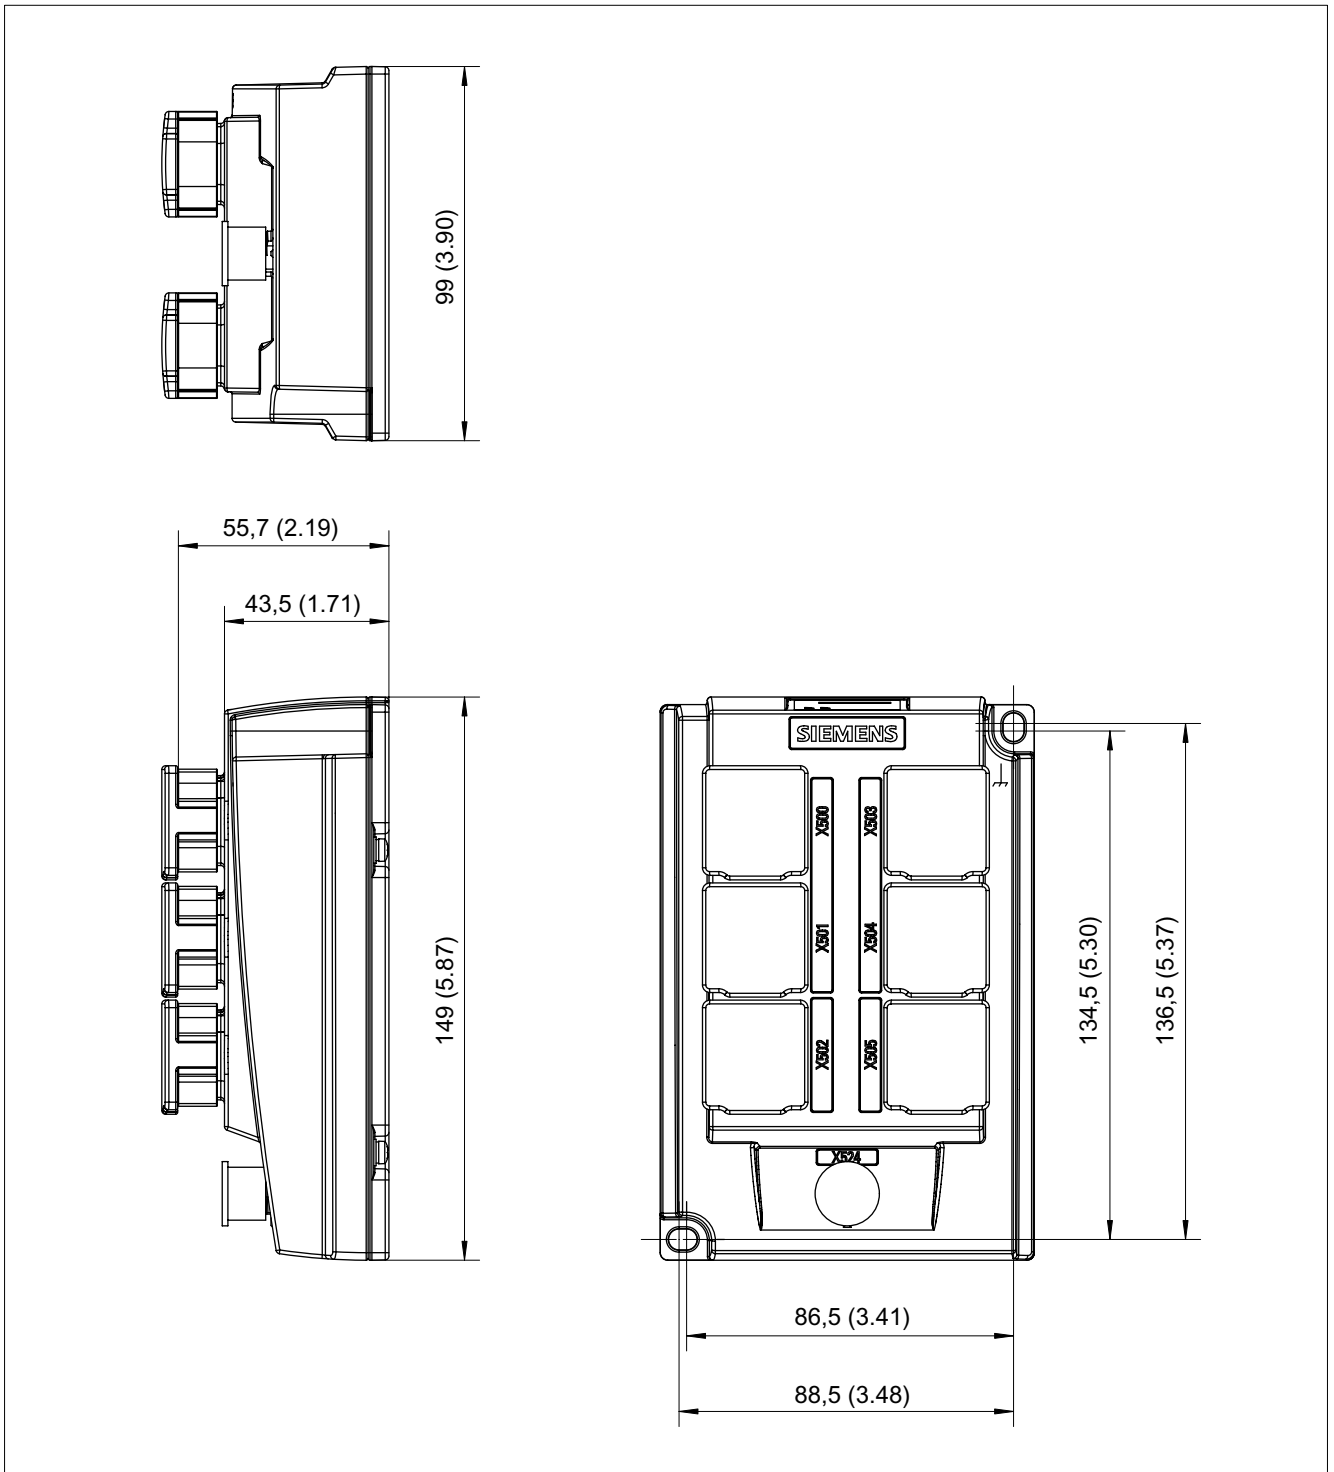 99 (3.90)
55,7 (2.19)
43,5 (1.71)
149 (5.87)
SIEMENS
X500
X503
X501
X504
X502
X505
X524
134,5 (5.30)
136,5 (5.37)
86,5 (3.41)
88,5 (3.48)